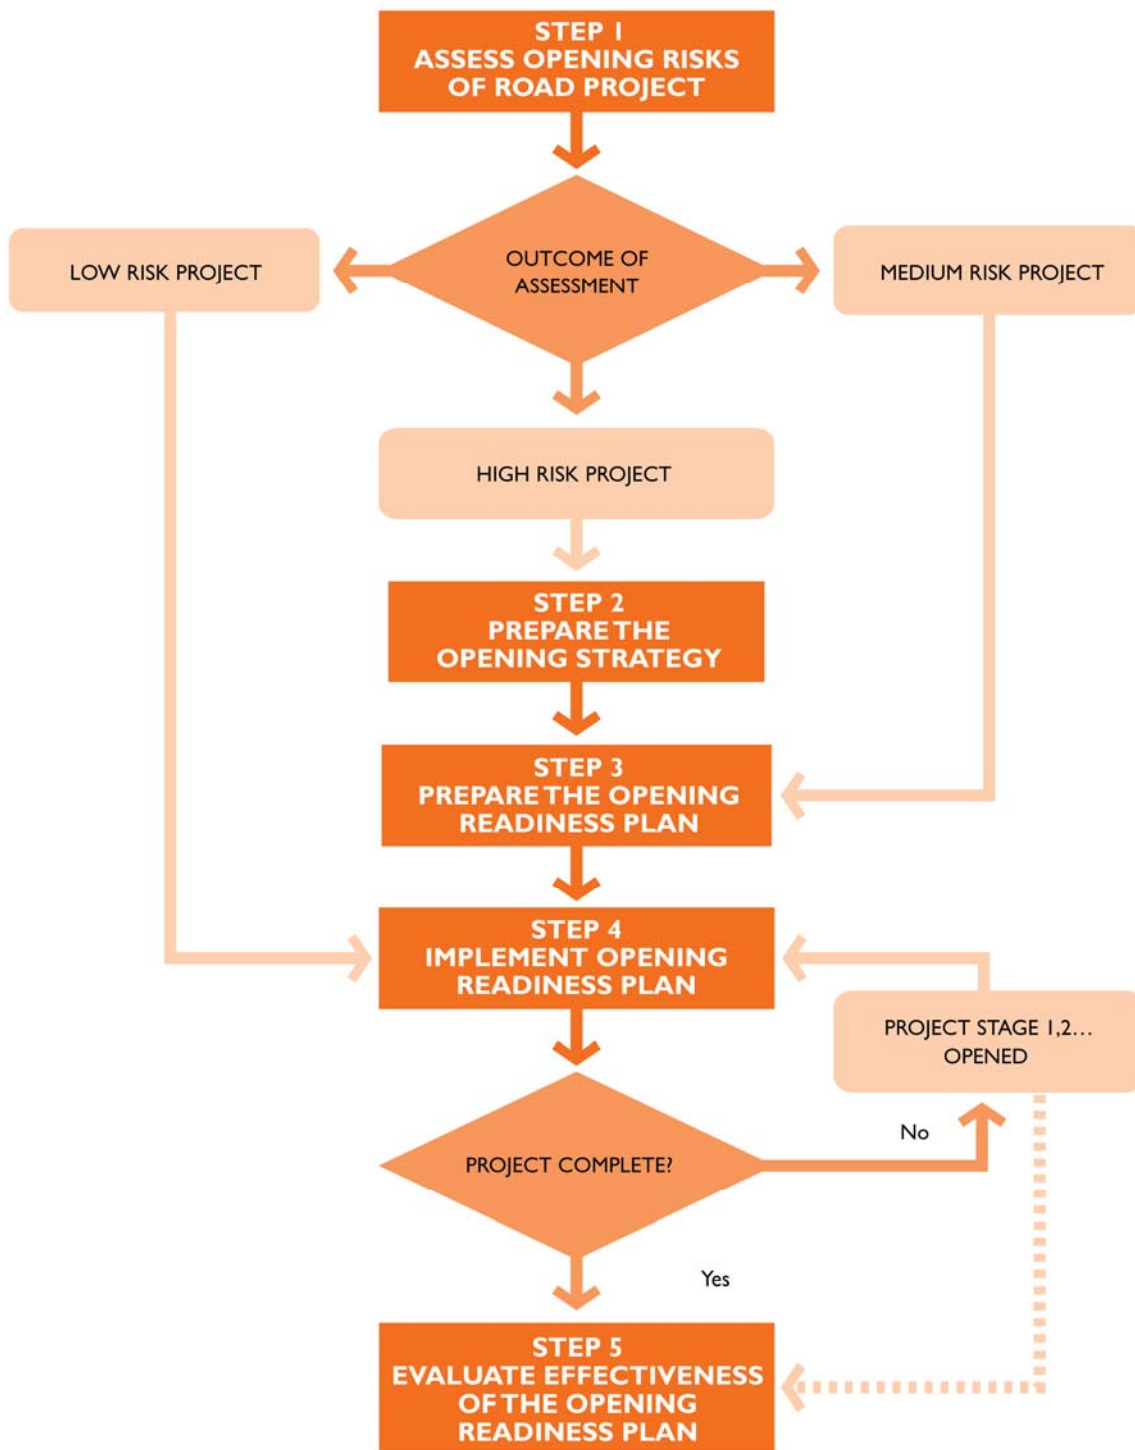 STEP 1
ASSESS OPENING RISKS
OF ROAD PROJECT
LOW RISK PROJECT
OUTCOME OF
ASSESSMENT
MEDIUM RISK PROJECT
HIGH RISK PROJECT
STEP 2
PREPARE THE
OPENING STRATEGY
STEP 3
PREPARE THE OPENING
READINESS PLAN
STEP 4
IMPLEMENT OPENING
READINESS PLAN
PROJECT STAGE 1,2…
OPENED
No
PROJECT COMPLETE?
Yes
STEP 5
EVALUATE EFFECTIVENESS
OF THE OPENING
READINESS PLAN